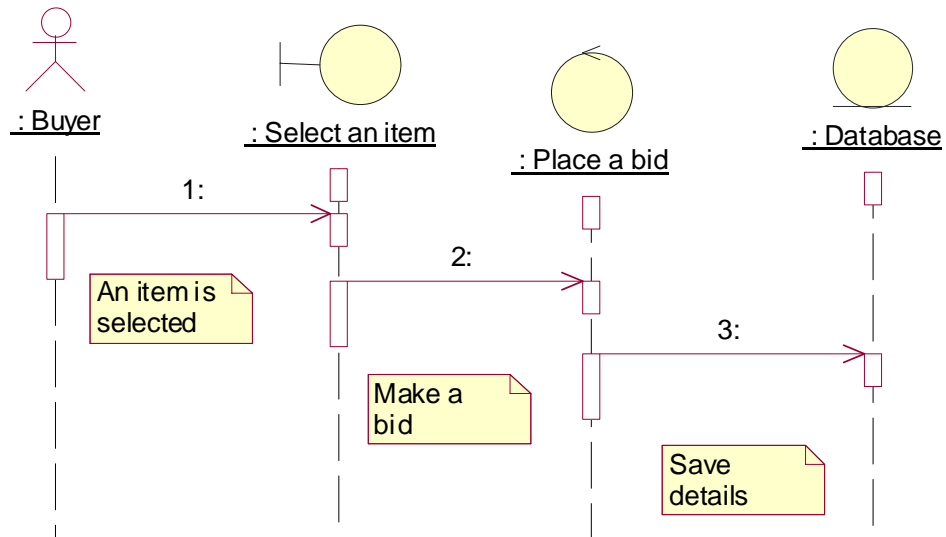 : Buyer
: Select an item
: Place a bid
: Database
1:
An item is
selected
2:
Make a
bid
3:
Save
details